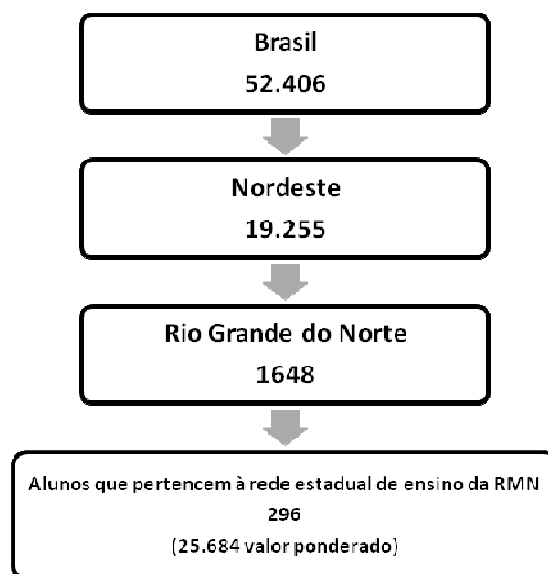 Brasil
52.406
Nordeste
19.255
Rio Grande do Norte
1648
Alunos que pertencem à rede estadual de ensino da RMN
296
(25.684 valor ponderado)